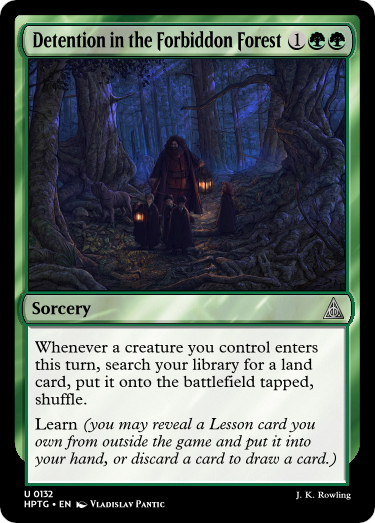 Detention in the Forbiddon Forest 1
Sorcery
Whenever a creature you control enters
this turn, search your library for a land
card, put it onto the battlefield tapped,
shuffle.
Learn (you may reveal a Lesson card you
own from outside the game and put it into
your hand, or discard a card to draw a card.)
U 0132
HPTG • EN Vladislav Pantic
J. K. Rowling